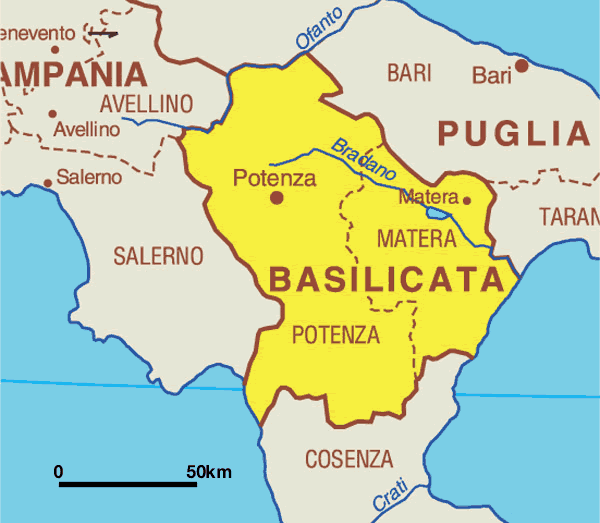 Ofanto
enevento
AMPANIA
BARI
Bari
AVELLINO
Avellino
PUGLIA
Bradano
Salerno
Potenza
Matera
TARAN
MATERA
SALERNO
BASILICATA
POTENZA
COSENZA
0 50km
Crati